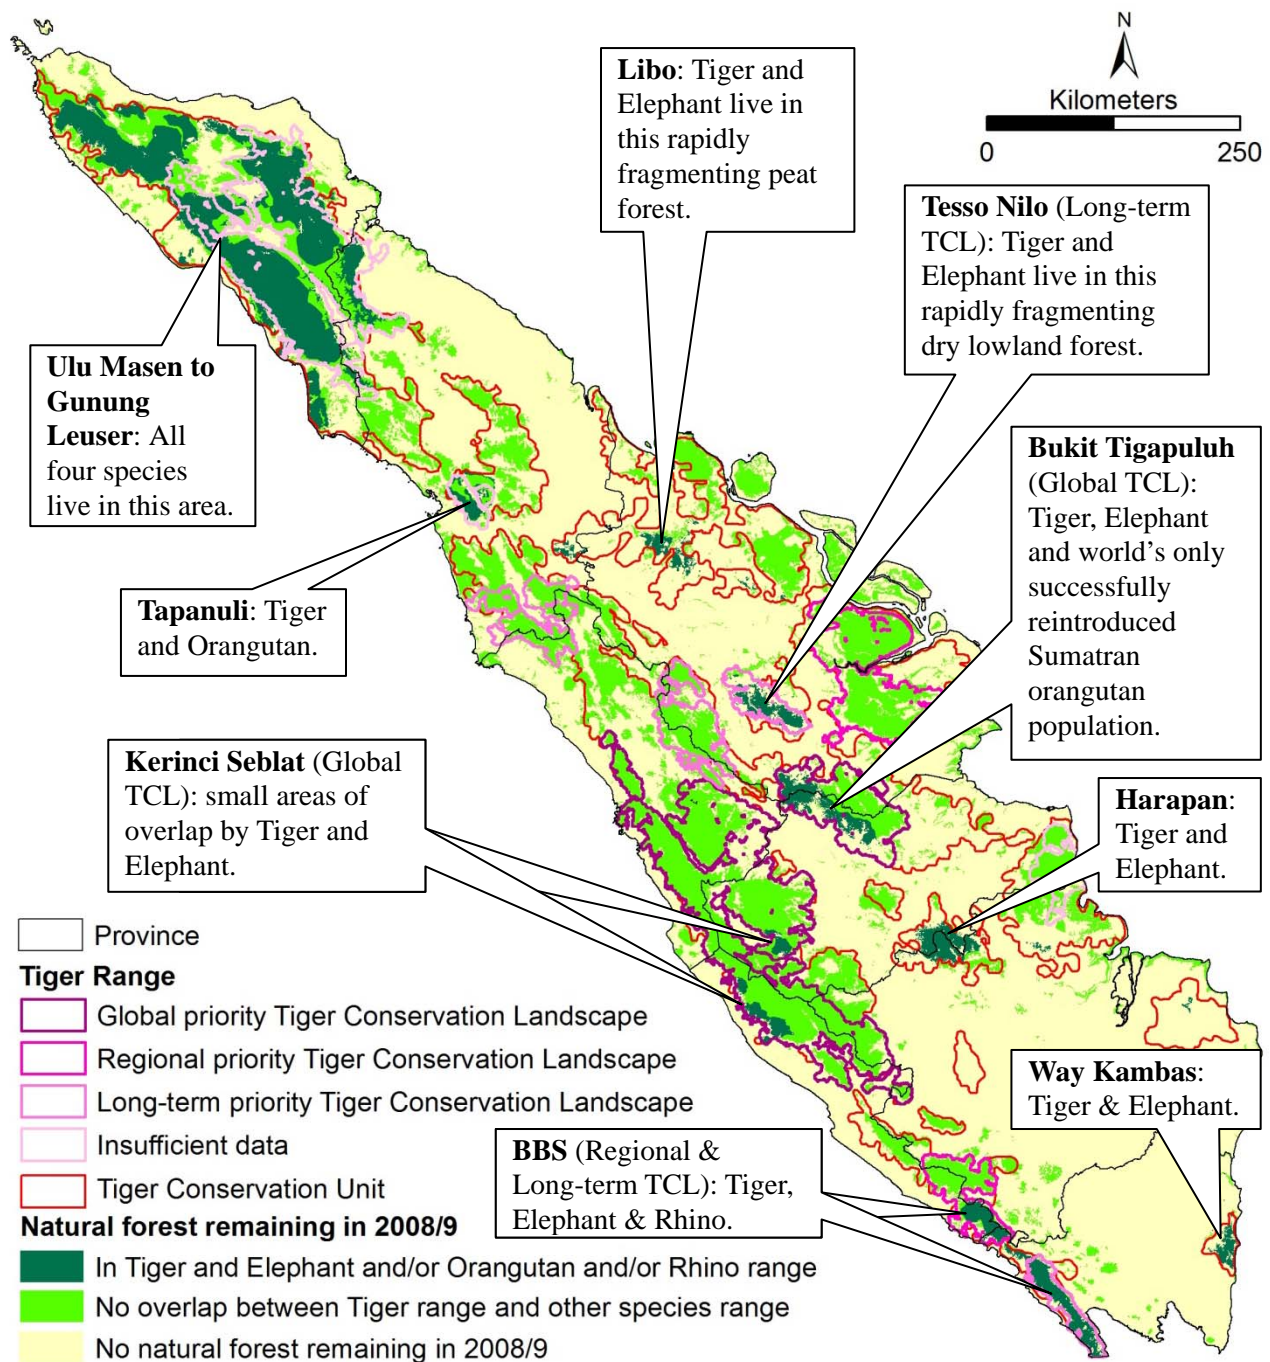 N
Kilometers
0 250
Libo: Tiger and
Elephant live in
this rapidly
fragmenting peat
forest.
Tesso Nilo (Long-term
TCL): Tiger and
Elephant live in this
rapidly fragmenting
dry lowland forest.
Ulu Masen to
Gunung
Leuser: All
four species
live in this area.
Bukit Tigapuluh
(Global TCL):
Tiger, Elephant
and world’s only
successfully
reintroduced
Sumatran
orangutan
population.
Tapanuli: Tiger
and Orangutan.
Kerinci Seblat (Global
TCL): small areas of
overlap by Tiger and
Elephant.
Harapan:
Tiger and
Elephant.
Way Kambas:
Tiger & Elephant.
BBS (Regional &
Long-term TCL): Tiger,
Elephant & Rhino.
Province
Tiger Range
Global priority Tiger Conservation Landscape
Regional priority Tiger Conservation Landscape
Long-term priority Tiger Conservation Landscape
Insufficient data
Tiger Conservation Unit
Natural forest remaining in 2008/9
In Tiger and Elephant and/or Orangutan and/or Rhino range
No overlap between Tiger range and other species range
No natural forest remaining in 2008/9